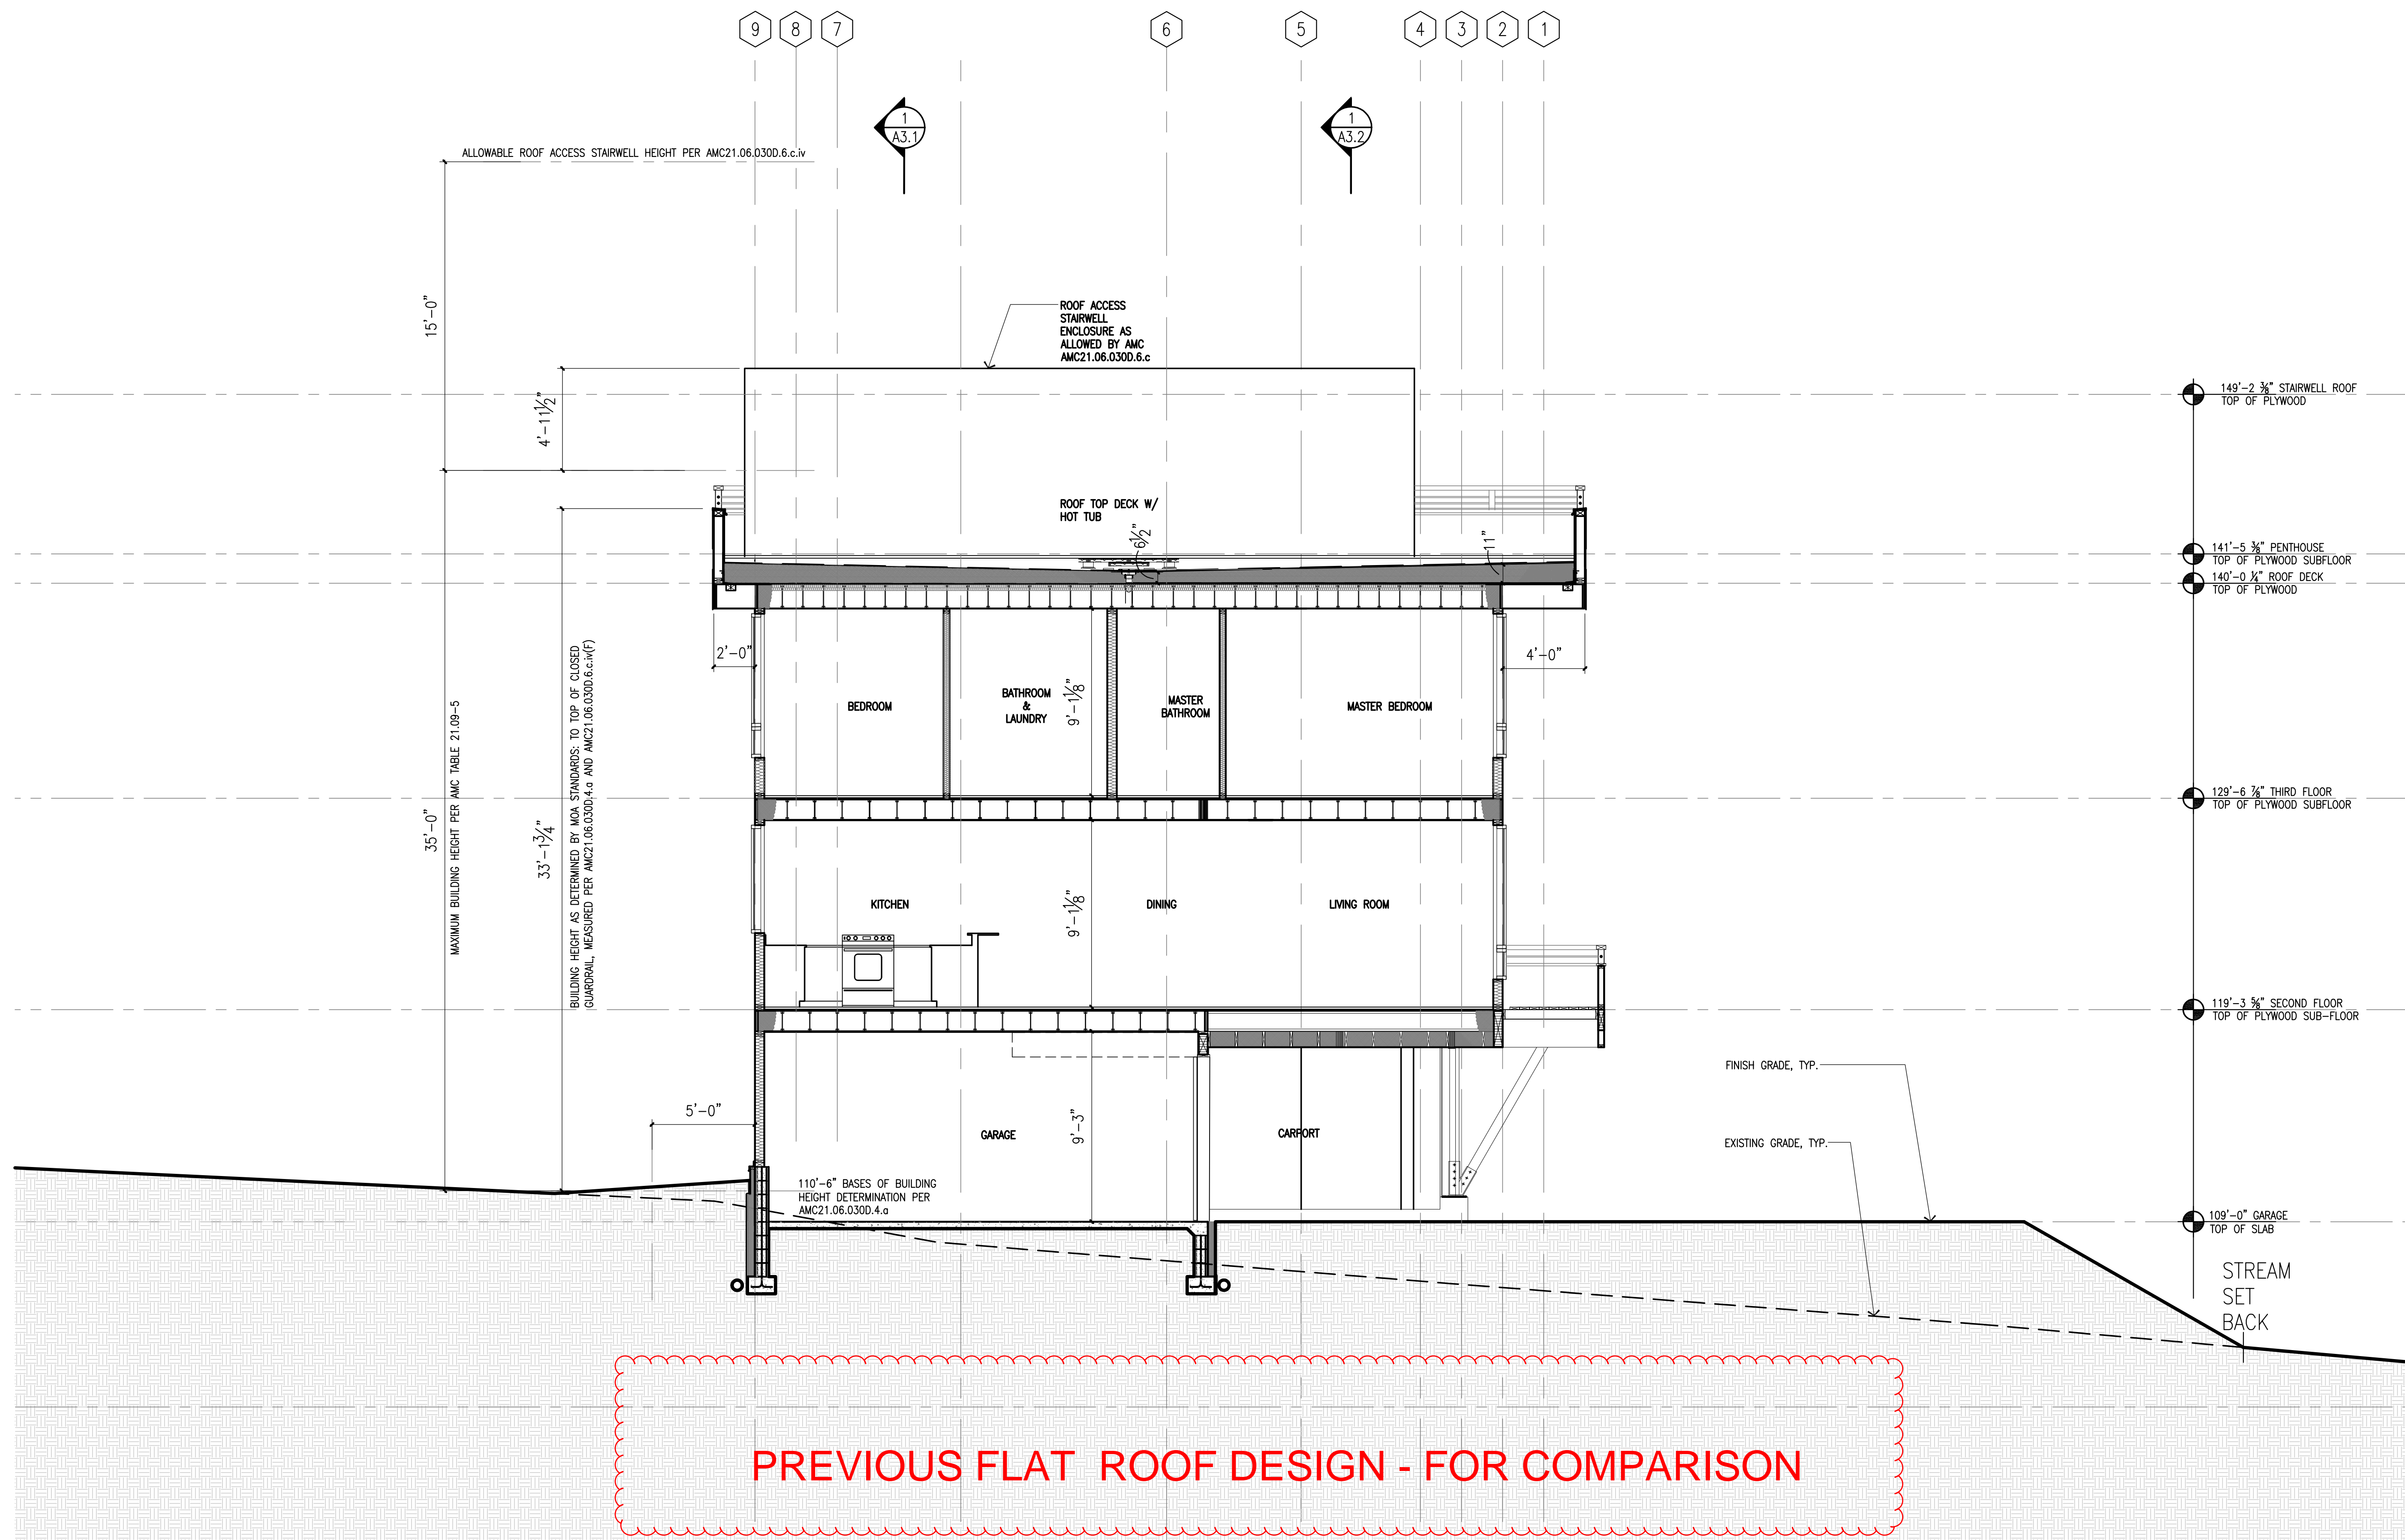 9 8 7 6 5 4 3 2 1
1
A3.1
1
A3.2
ALLOWABLE ROOF ACCESS STAIRWELL HEIGHT PER AMC21.06.030D.6.c.iv
15'-0"
ROOF ACCESS
STAIRWELL
ENCLOSURE AS
ALLOWED BY AMC
AMC21.06.030D.6.c
4'-11½"
149'-2 ⅜" STAIRWELL ROOF
TOP OF PLYWOOD
ROOF TOP DECK W/
HOT TUB
6½"
11"
141'-5 ⅜" PENTHOUSE
TOP OF PLYWOOD SUBFLOOR
140'-0 ¼" ROOF DECK
TOP OF PLYWOOD
2'-0"
4'-0"
BEDROOM
BATHROOM
&
LAUNDRY
9'-1⅛"
MASTER
BATHROOM
MASTER BEDROOM
35'-0"
MAXIMUM BUILDING HEIGHT PER AMC TABLE 21.09-5
33'-1¾"
BUILDING HEIGHT AS DETERMINED BY MOA STANDARDS: TO TOP OF CLOSED
GUARDRAIL, MEASURED PER AMC21.06.030D.4.a AND AMC21.06.030D.6.c.iv(F)
129'-6 ⅞" THIRD FLOOR
TOP OF PLYWOOD SUBFLOOR
KITCHEN
9'-1⅛"
DINING
LIVING ROOM
119'-3 ⅝" SECOND FLOOR
TOP OF PLYWOOD SUB-FLOOR
FINISH GRADE, TYP.
5'-0"
GARAGE
9'-3"
CARPORT
EXISTING GRADE, TYP.
110'-6" BASES OF BUILDING
HEIGHT DETERMINATION PER
AMC21.06.030D.4.a
109'-0" GARAGE
TOP OF SLAB
STREAM
SET
BACK
PREVIOUS FLAT ROOF DESIGN - FOR COMPARISON